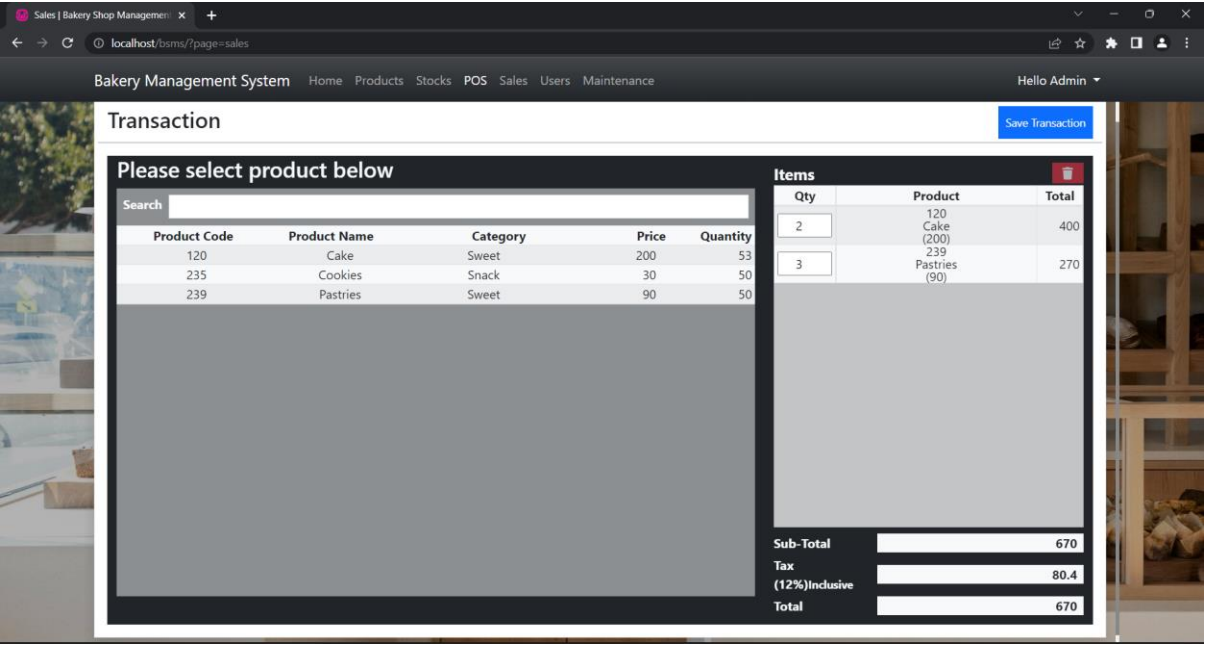 Sales | Bakery Shop Managemen
localhost/bsms/?page=sales
Bakery Management System Home Products Stocks POS Sales Users Maintenance Hello Admin
Transaction
Save Transaction
Please select product below
Search
Product Code Product Name Category Price Quantity
120 Cake Sweet 200 53
235 Cookies Snack 30 50
239 Pastries Sweet 90 50
Items
Qty Product Total
2 120 400
Cake
(200)
3 239 270
Pastries
(90)
Sub-Total 670
Tax
(12%)Inclusive 80.4
Total 670